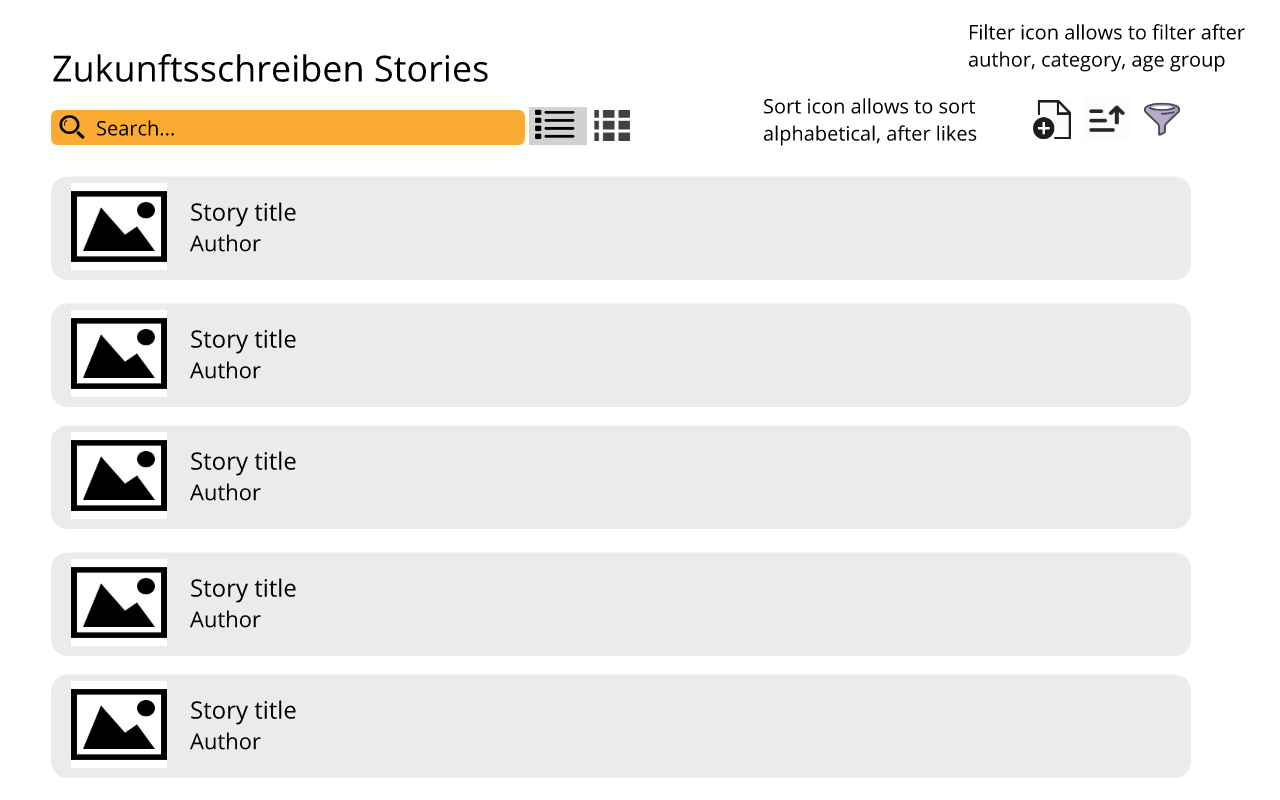 Filter icon allows to filter after
author, category, age group
Zukunftsschreiben Stories
Sort icon allows to sort
alphabetical, after likes
Search...
Story title
Author
Story title
Author
Story title
Author
Story title
Author
Story title
Author